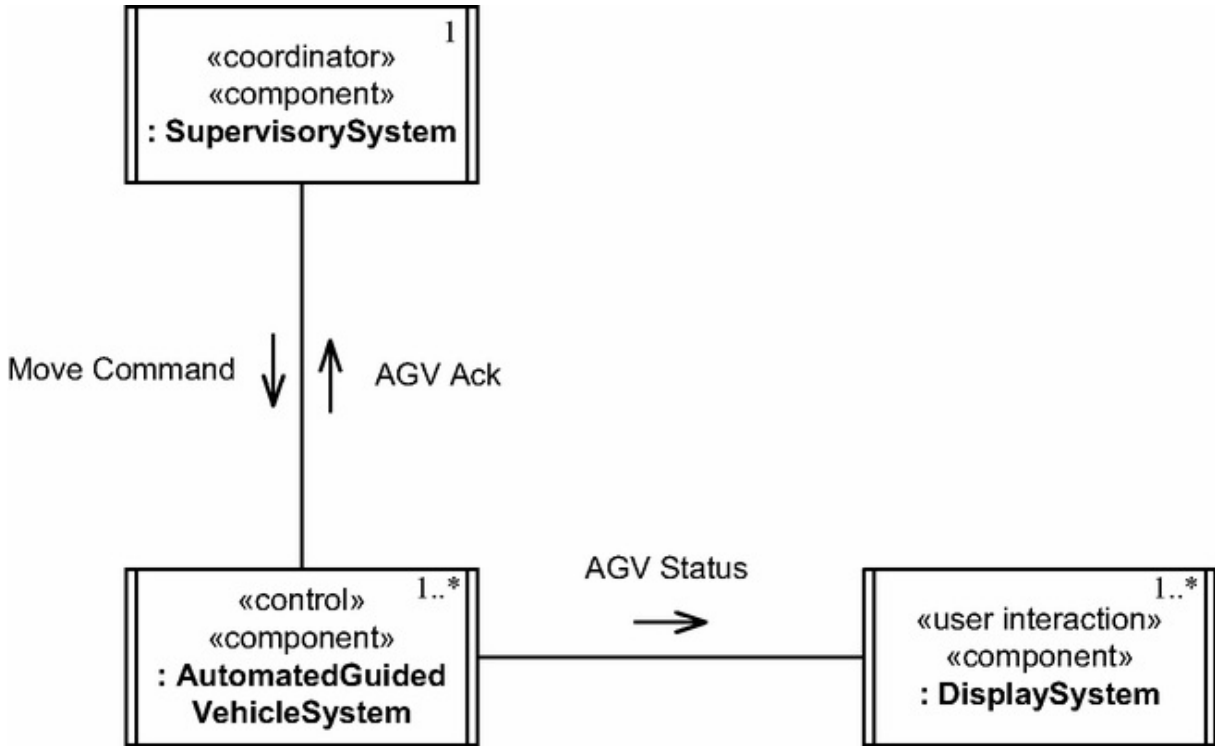 1
«coordinator»
«component»
: SupervisorySystem
Move Command
AGV Ack
1..*
«control»
«component»
: AutomatedGuided
VehicleSystem
AGV Status
1..*
«user interaction»
«component»
: DisplaySystem